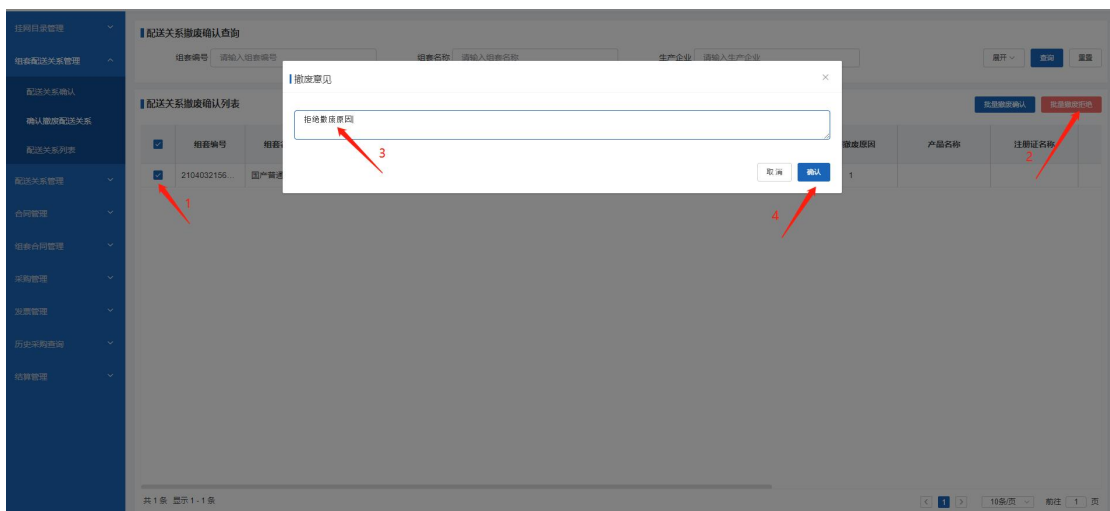 挂网目录管理
组套配送关系管理
配送关系确认
确认撤废配送关系
配送关系列表
配送关系管理
合同管理
组套合同管理
采购管理
发票管理
历史采购查询
结算管理
配送关系撤废确认查询
组套编号 请输入组套编号 组套名称 请输入组套名称 生产企业 请输入生产企业 展开 查询 重置
撤废意见
拒绝撤废原因
3
取消 确认
4
配送关系撤废确认列表 批量撤废确认 批量撤废拒绝
2
组套编号 组套 撤废原因 产品名称 注册证名称
2104032156... 国产普通 1
1
共 1 条 显示 1 - 1 条 1 10条/页 前往 1 页